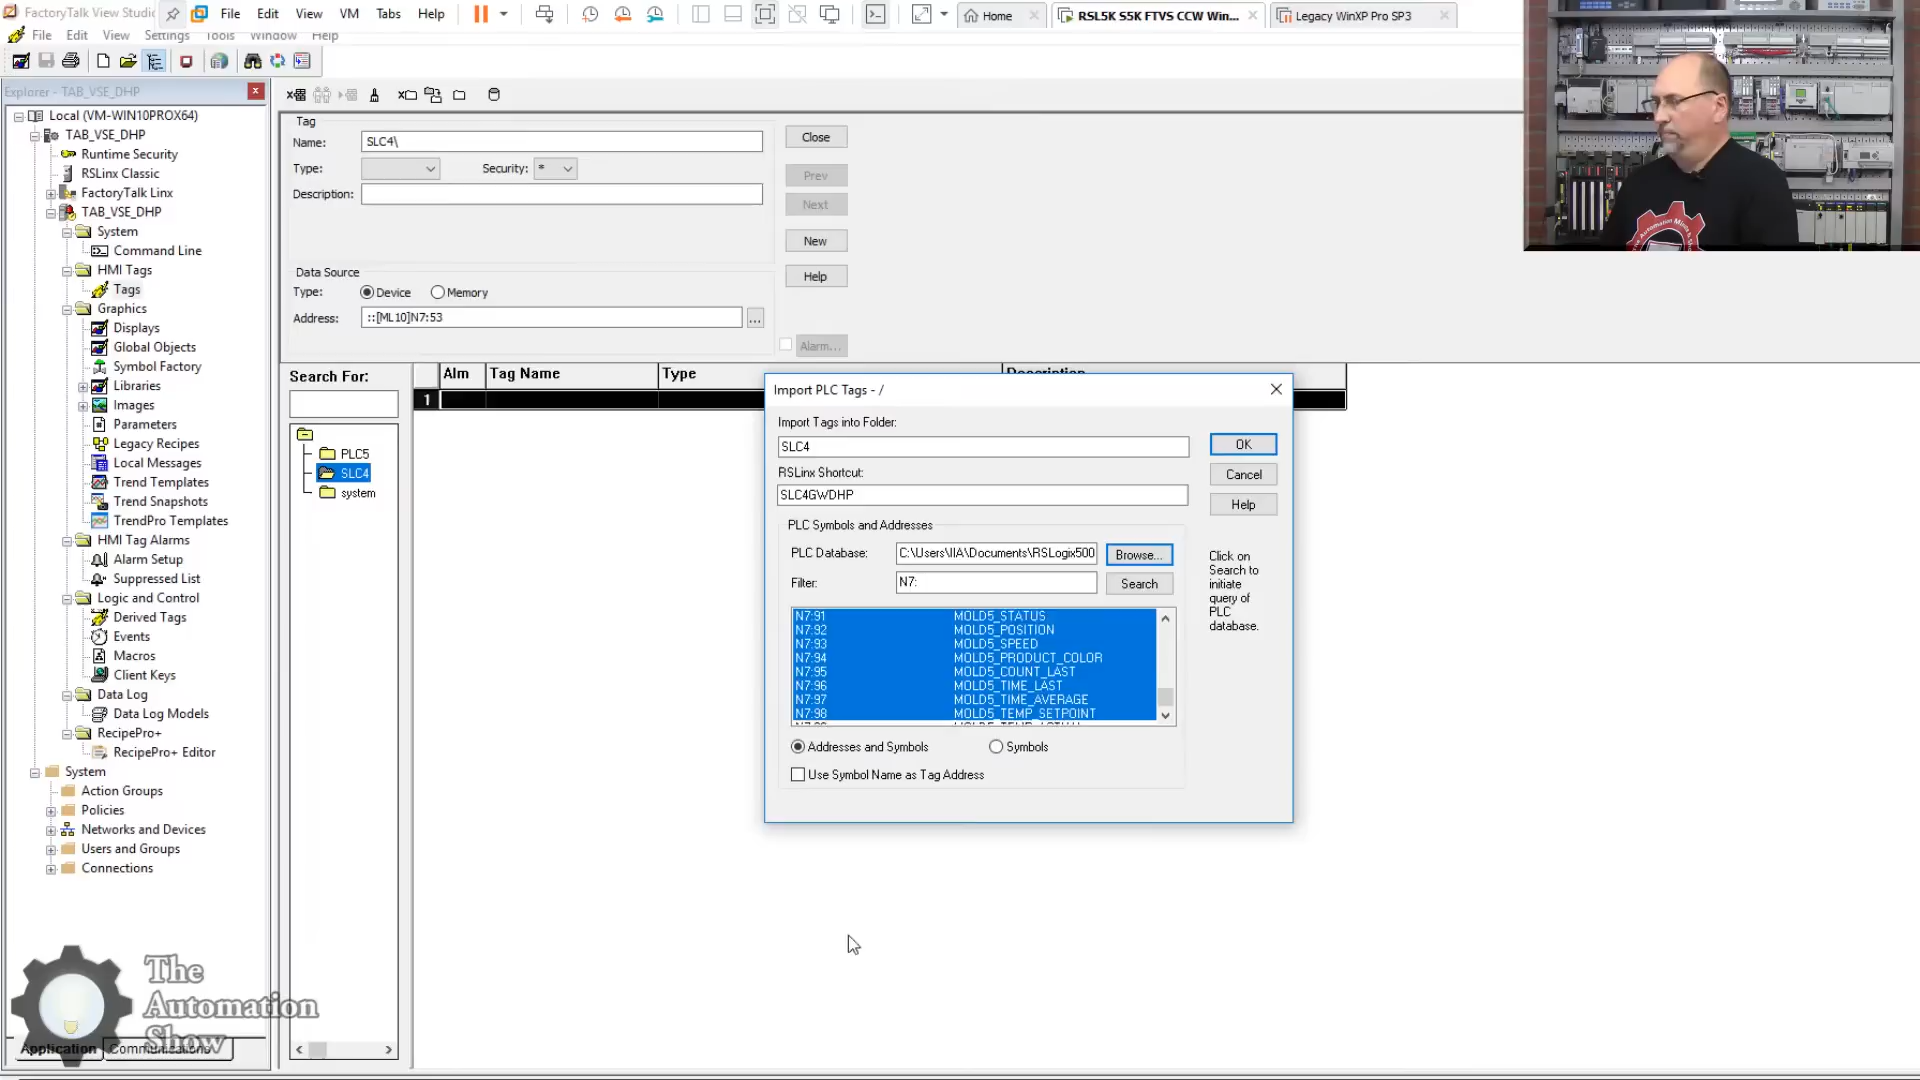 FactoryTalk View Studio
File Edit View VM Tabs Help
Home
RSL5K S5K FTVS CCW Win...
Legacy WinXP Pro SP3
File Edit View Settings Tools Window Help
Explorer - TAB_VSE_DHP
Local (VM-WIN10PROX64)
TAB_VSE_DHP
Runtime Security
RSLinx Classic
FactoryTalk Linx
TAB_VSE_DHP
System
Command Line
HMI Tags
Tags
Graphics
Displays
Global Objects
Symbol Factory
Libraries
Images
Parameters
Legacy Recipes
Local Messages
Trend Templates
Trend Snapshots
TrendPro Templates
HMI Tag Alarms
Alarm Setup
Suppressed List
Logic and Control
Derived Tags
Events
Macros
Client Keys
Data Log
Data Log Models
RecipePro+
RecipePro+ Editor
System
Action Groups
Policies
Networks and Devices
Users and Groups
Connections
The
Automation
Show
Application Communications
Tag
Name: SLC4\
Type: Security: *
Description:
Close
Prev
Next
New
Help
Data Source
Type: Device Memory
Address: ::[ML10]N7:53 ...
Alarm...
Search For:
PLC5
SLC4
system
Alm Tag Name Type Description
1
Import PLC Tags - /
Import Tags into Folder:
SLC4
RSLinx Shortcut:
SLC4GWDHP
OK
Cancel
Help
PLC Symbols and Addresses
PLC Database: C:\Users\IIA\Documents\RSLogix500 Browse...
Filter: N7: Search
N7:91 MOLD5_STATUS
N7:92 MOLD5_POSITION
N7:93 MOLD5_SPEED
N7:94 MOLD5_PRODUCT_COLOR
N7:95 MOLD5_COUNT_LAST
N7:96 MOLD5_TIME_LAST
N7:97 MOLD5_TIME_AVERAGE
N7:98 MOLD5_TEMP_SETPOINT
Addresses and Symbols Symbols
Use Symbol Name as Tag Address
Click on
Search to
initiate
query of
PLC
database.